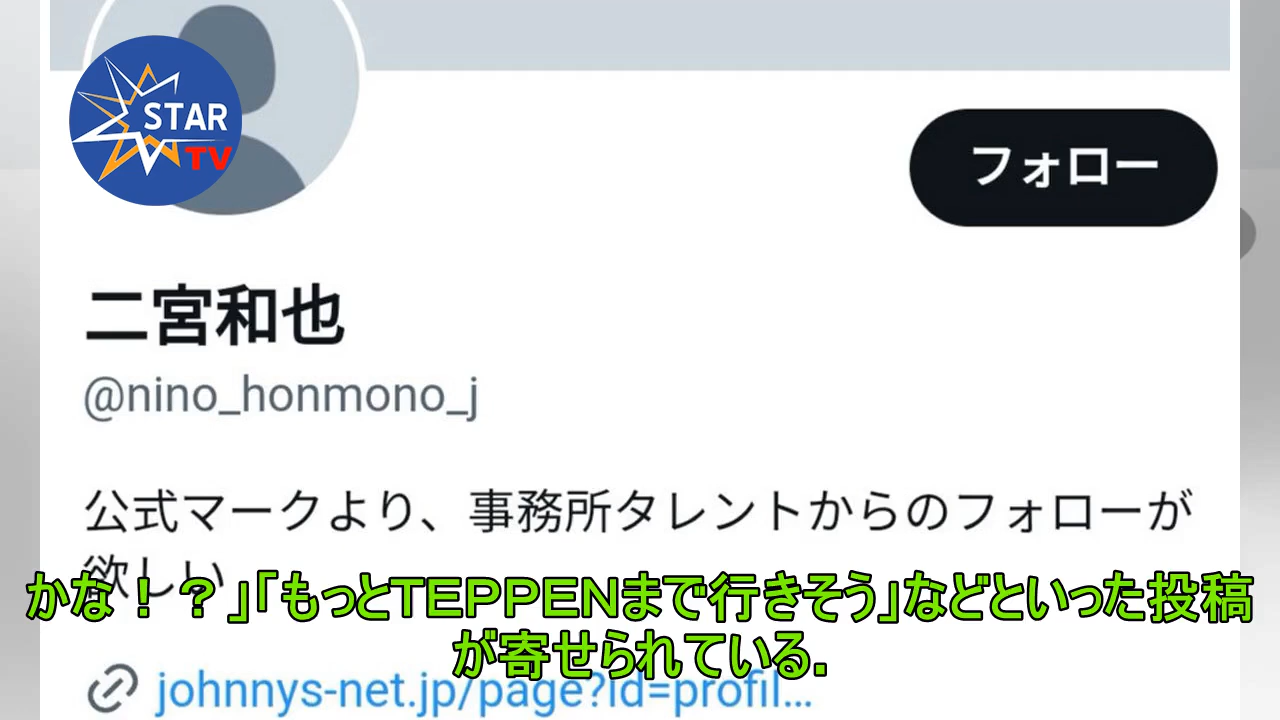 STAR
TV
フォロー
二宮和也
@nino_honmono_j
公式マークより、事務所タレントからのフォローが
欲しい
かな！？」「もっとTEPPENまで行きそう」などといった投稿
が寄せられている.
johnnys-net.jp/page?id=profil...